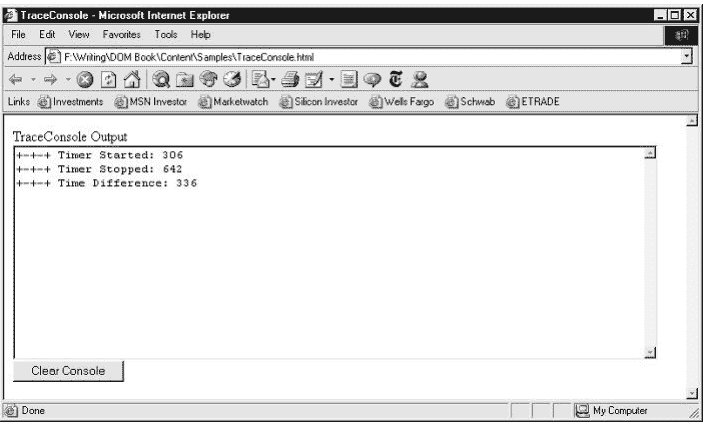 TraceConsole - Microsoft Internet Explorer
File Edit View Favorites Tools Help
Address F:\Writing\DOM Book\Content\Samples\TraceConsole.html
Links Investments MSN Investor Marketwatch Silicon Investor Wells Fargo Schwab ETRADE
TraceConsole Output
+-+-+ Timer Started: 306
+-+-+ Timer Stopped: 642
+-+-+ Time Difference: 336
Clear Console
Done My Computer